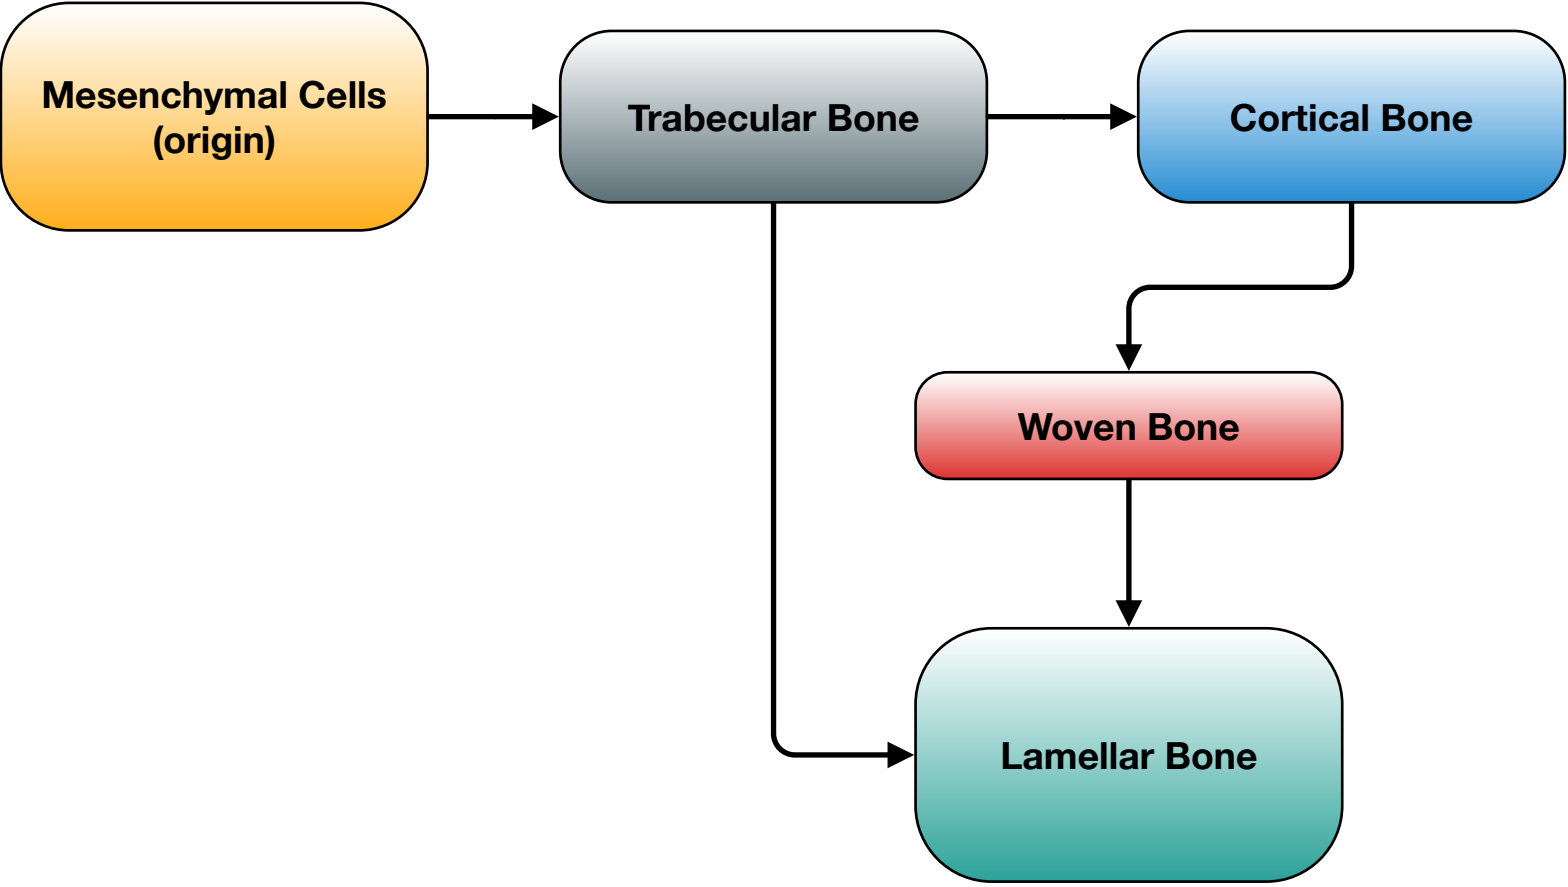 Mesenchymal Cells
(origin)
Trabecular Bone
Cortical Bone
Woven Bone
Lamellar Bone